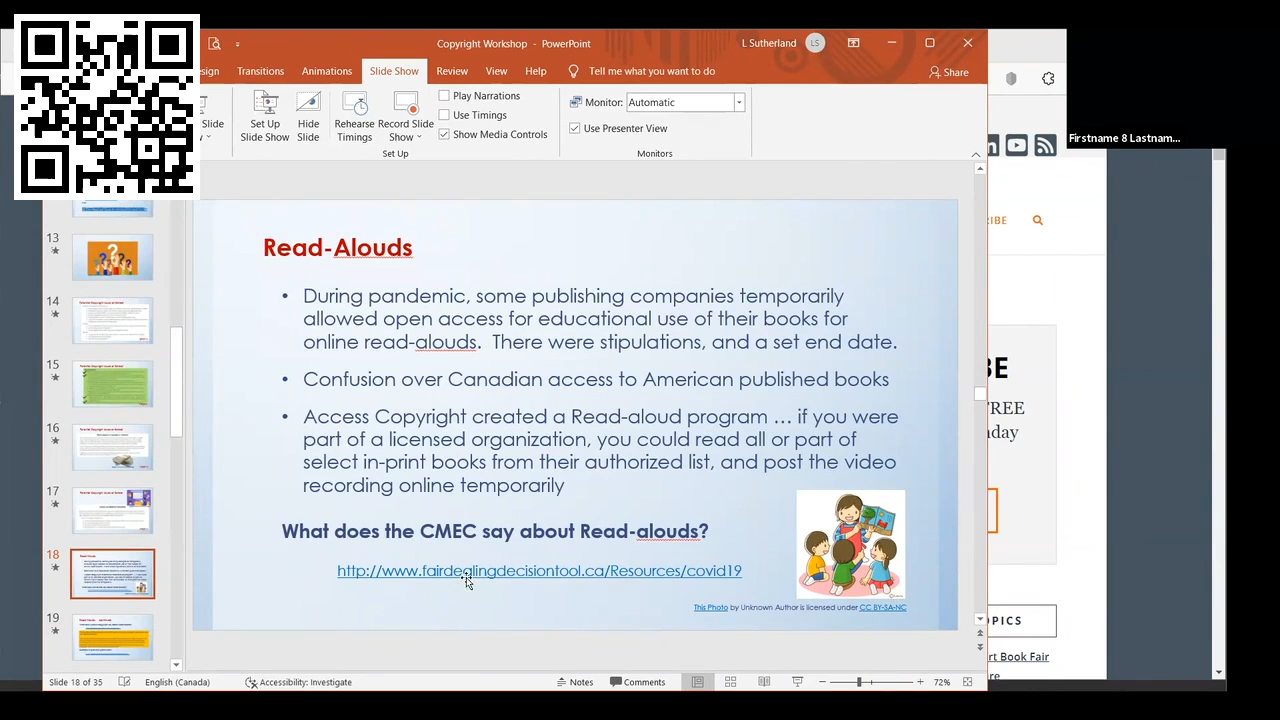 Copyright Workshop - PowerPoint
L Sutherland
LS
Transitions
Animations
Slide Show
Review
View
Help
Tell me what you want to do
Share
Slide
Set Up
Slide Show
Hide
Slide
Rehearse
Timings
Record Slide
Show
Play Narrations
Use Timings
Show Media Controls
Set Up
Monitor:
Automatic
Use Presenter View
Monitors
Firstname 8 Lastnam...
13
14
15
16
17
18
19
Read-Alouds
• During pandemic, some publishing companies temporarily
allowed open access for educational use of their books for
online read-alouds. There were stipulations, and a set end date.
• Confusion over Canadian access to American published books
• Access Copyright created a Read-aloud program … if you were
part of a licensed organization, you could read all or part of
select in-print books from their authorized list, and post the video
recording online temporarily
What does the CMEC say about Read-alouds?
http://www.fairdealingdecisiontool.ca/Resources/covid19
This Photo by Unknown Author is licensed under CC BY-SA-NC
Slide 18 of 35
English (Canada)
Accessibility: Investigate
Notes
Comments
72%
Book Fair